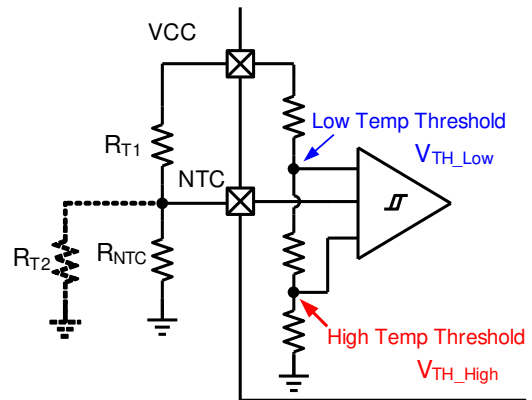 VCC
Low Temp Threshold
V_TH_Low
R_T1
NTC
R_T2
R_NTC
High Temp Threshold
V_TH_High